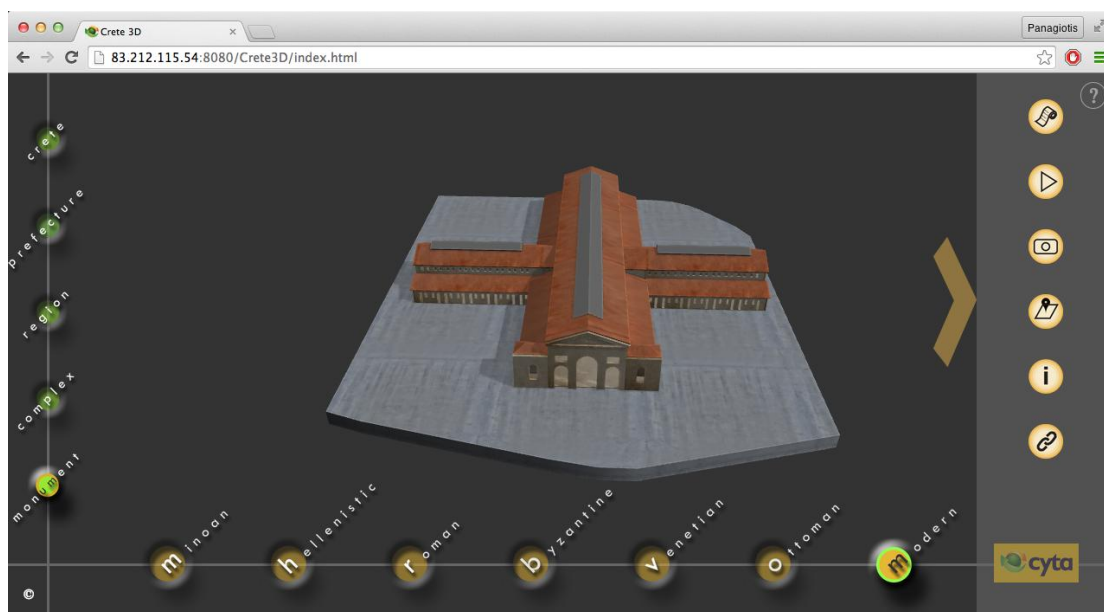 Crete 3D
Panagiotis
83.212.115.54:8080/Crete3D/index.html
?
crete
prefecture
region
complex
monument
i
minoan
hellenistic
roman
byzantine
venetian
ottoman
modern
cyta
©